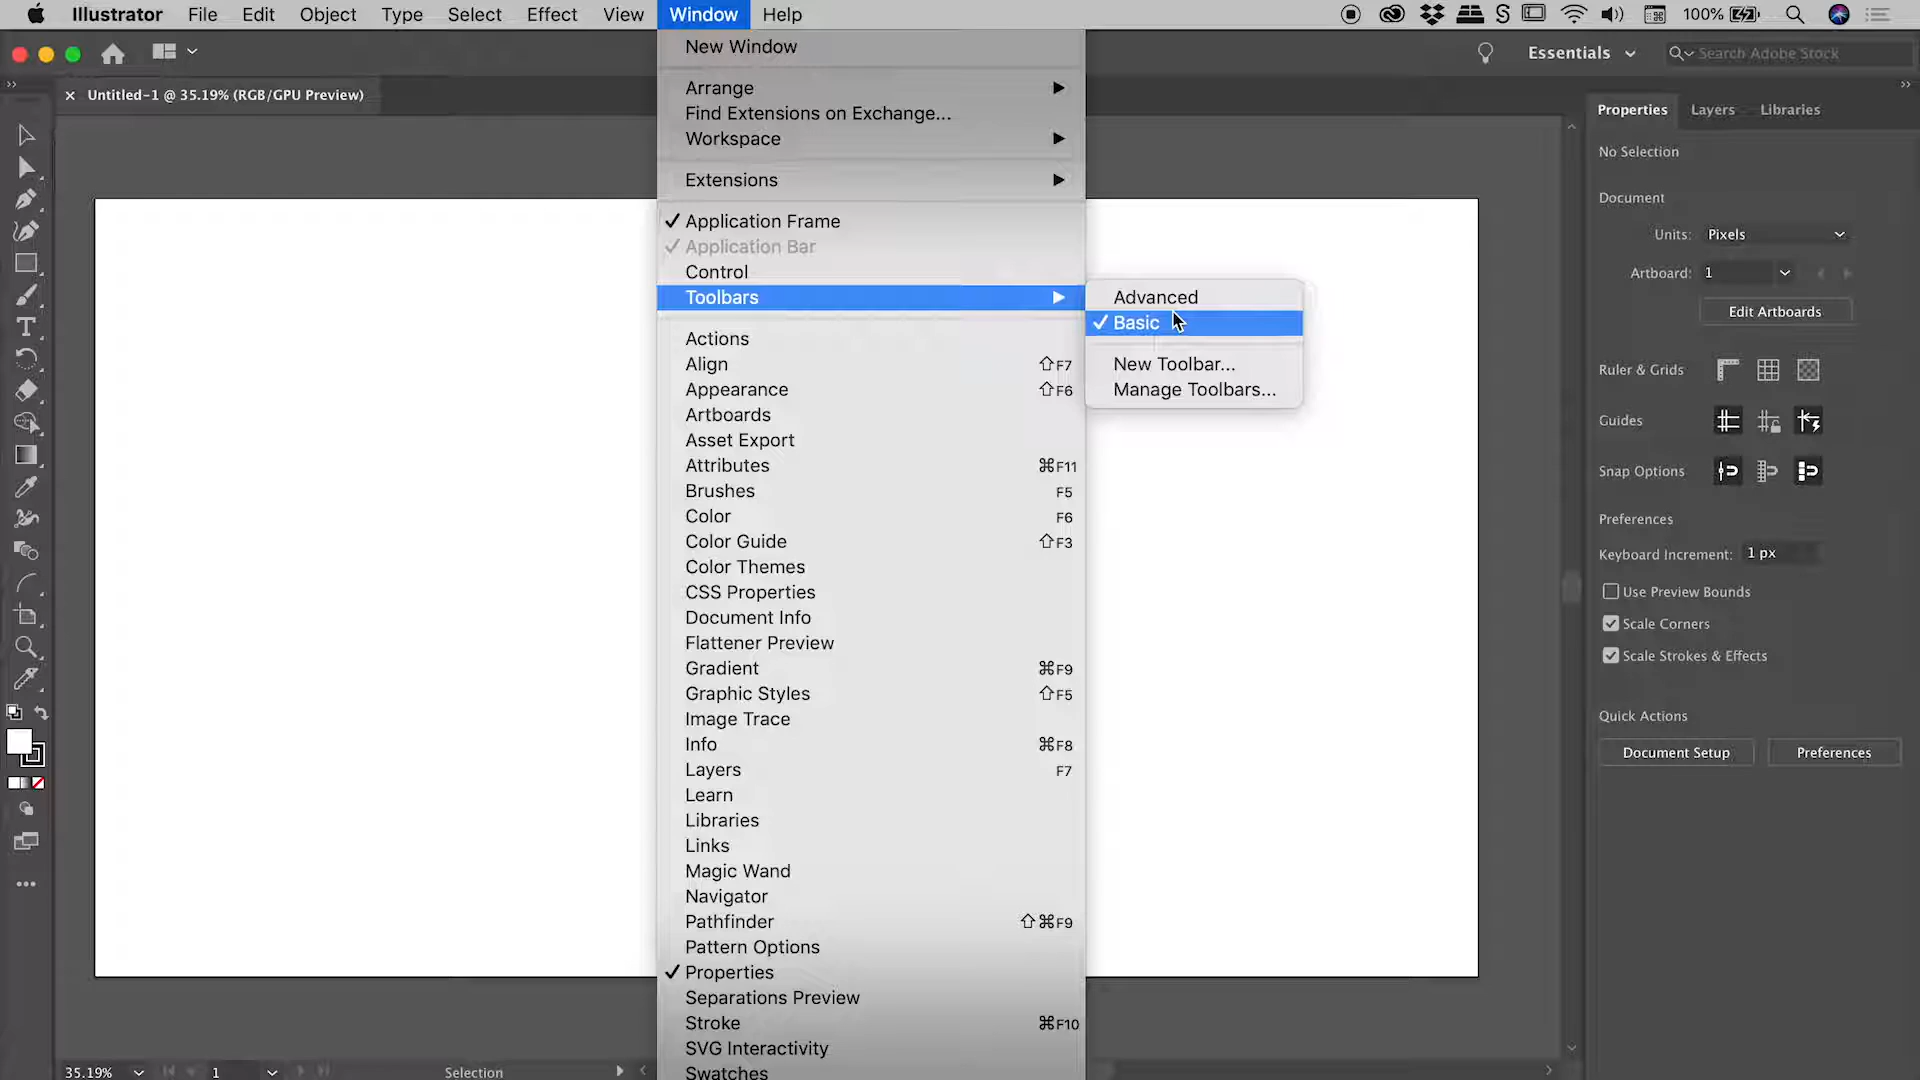 Illustrator File Edit Object Type Select Effect View Window Help 100%
Essentials Search Adobe Stock
Untitled-1 @ 35.19% (RGB/GPU Preview)
New Window
Arrange
Find Extensions on Exchange...
Workspace
Extensions
Application Frame
Application Bar
Control
Toolbars
Actions
Align ⇧F7
Appearance ⇧F6
Artboards
Asset Export
Attributes ⌘F11
Brushes F5
Color F6
Color Guide ⇧F3
Color Themes
CSS Properties
Document Info
Flattener Preview
Gradient ⌘F9
Graphic Styles ⇧F5
Image Trace
Info ⌘F8
Layers F7
Learn
Libraries
Links
Magic Wand
Navigator
Pathfinder ⇧⌘F9
Pattern Options
Properties
Separations Preview
Stroke ⌘F10
SVG Interactivity
Swatches
Advanced
Basic
New Toolbar...
Manage Toolbars...
Properties Layers Libraries
No Selection
Document
Units: Pixels
Artboard: 1
Edit Artboards
Ruler & Grids
Guides
Snap Options
Preferences
Keyboard Increment: 1 px
Use Preview Bounds
Scale Corners
Scale Strokes & Effects
Quick Actions
Document Setup Preferences
35.19% 1 Selection